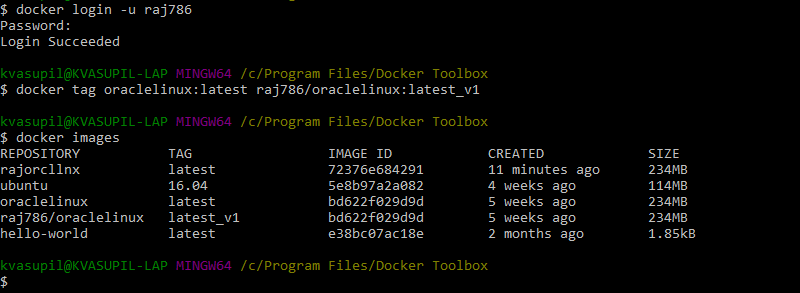 $ docker login -u raj786
Password:
Login Succeeded
kvasupil@KVASUPIL-LAP MINGW64 /c/Program Files/Docker Toolbox
$ docker tag oraclelinux:latest raj786/oraclelinux:latest_v1
kvasupil@KVASUPIL-LAP MINGW64 /c/Program Files/Docker Toolbox
$ docker images
REPOSITORY TAG IMAGE ID CREATED SIZE
rajorcllnx latest 72376e684291 11 minutes ago 234MB
ubuntu 16.04 5e8b97a2a082 4 weeks ago 114MB
oraclelinux latest bd622f029d9d 5 weeks ago 234MB
raj786/oraclelinux latest_v1 bd622f029d9d 5 weeks ago 234MB
hello-world latest e38bc07ac18e 2 months ago 1.85kB
kvasupil@KVASUPIL-LAP MINGW64 /c/Program Files/Docker Toolbox
$